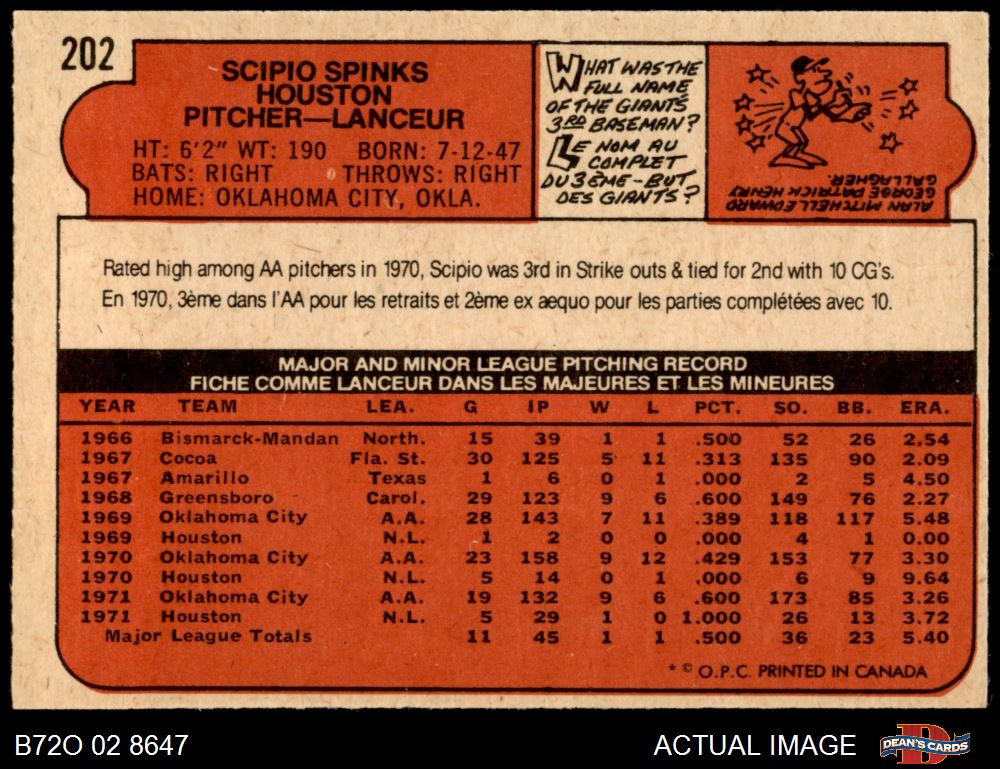 202
SCIPIO SPINKS
HOUSTON
PITCHER—LANCEUR
HT: 6'2" WT: 190 BORN: 7-12-47
BATS: RIGHT THROWS: RIGHT
HOME: OKLAHOMA CITY, OKLA.
WHAT WAS THE
FULL NAME
OF THE GIANTS
3RD BASEMAN?
LE NOM AU
COMPLET
DU 3ÈME-BUT
DES GIANTS?
ALAN MITCHELL EDWARD
GEORGE PATRICK HENRY
GALLAGHER.
Rated high among AA pitchers in 1970, Scipio was 3rd in Strike outs & tied for 2nd with 10 CG's.
En 1970, 3ème dans l'AA pour les retraits et 2ème ex aequo pour les parties complétées avec 10.
MAJOR AND MINOR LEAGUE PITCHING RECORD
FICHE COMME LANCEUR DANS LES MAJEURES ET LES MINEURES
YEAR TEAM LEA. G IP W L PCT. SO. BB. ERA.
1966 Bismarck-Mandan North. 15 39 1 1 .500 52 26 2.54
1967 Cocoa Fla. St. 30 125 5 11 .313 135 90 2.09
1967 Amarillo Texas 1 6 0 1 .000 2 5 4.50
1968 Greensboro Carol. 29 123 9 6 .600 149 76 2.27
1969 Oklahoma City A.A. 28 143 7 11 .389 118 117 5.48
1969 Houston N.L. 1 2 0 0 .000 4 1 0.00
1970 Oklahoma City A.A. 23 158 9 12 .429 153 77 3.30
1970 Houston N.L. 5 14 0 1 .000 6 9 9.64
1971 Oklahoma City A.A. 19 132 9 6 .600 173 85 3.26
1971 Houston N.L. 5 29 1 0 1.000 26 13 3.72
Major League Totals 11 45 1 1 .500 36 23 5.40
* © O.P.C. PRINTED IN CANADA
B72O 02 8647
ACTUAL IMAGE
DEAN'S CARDS